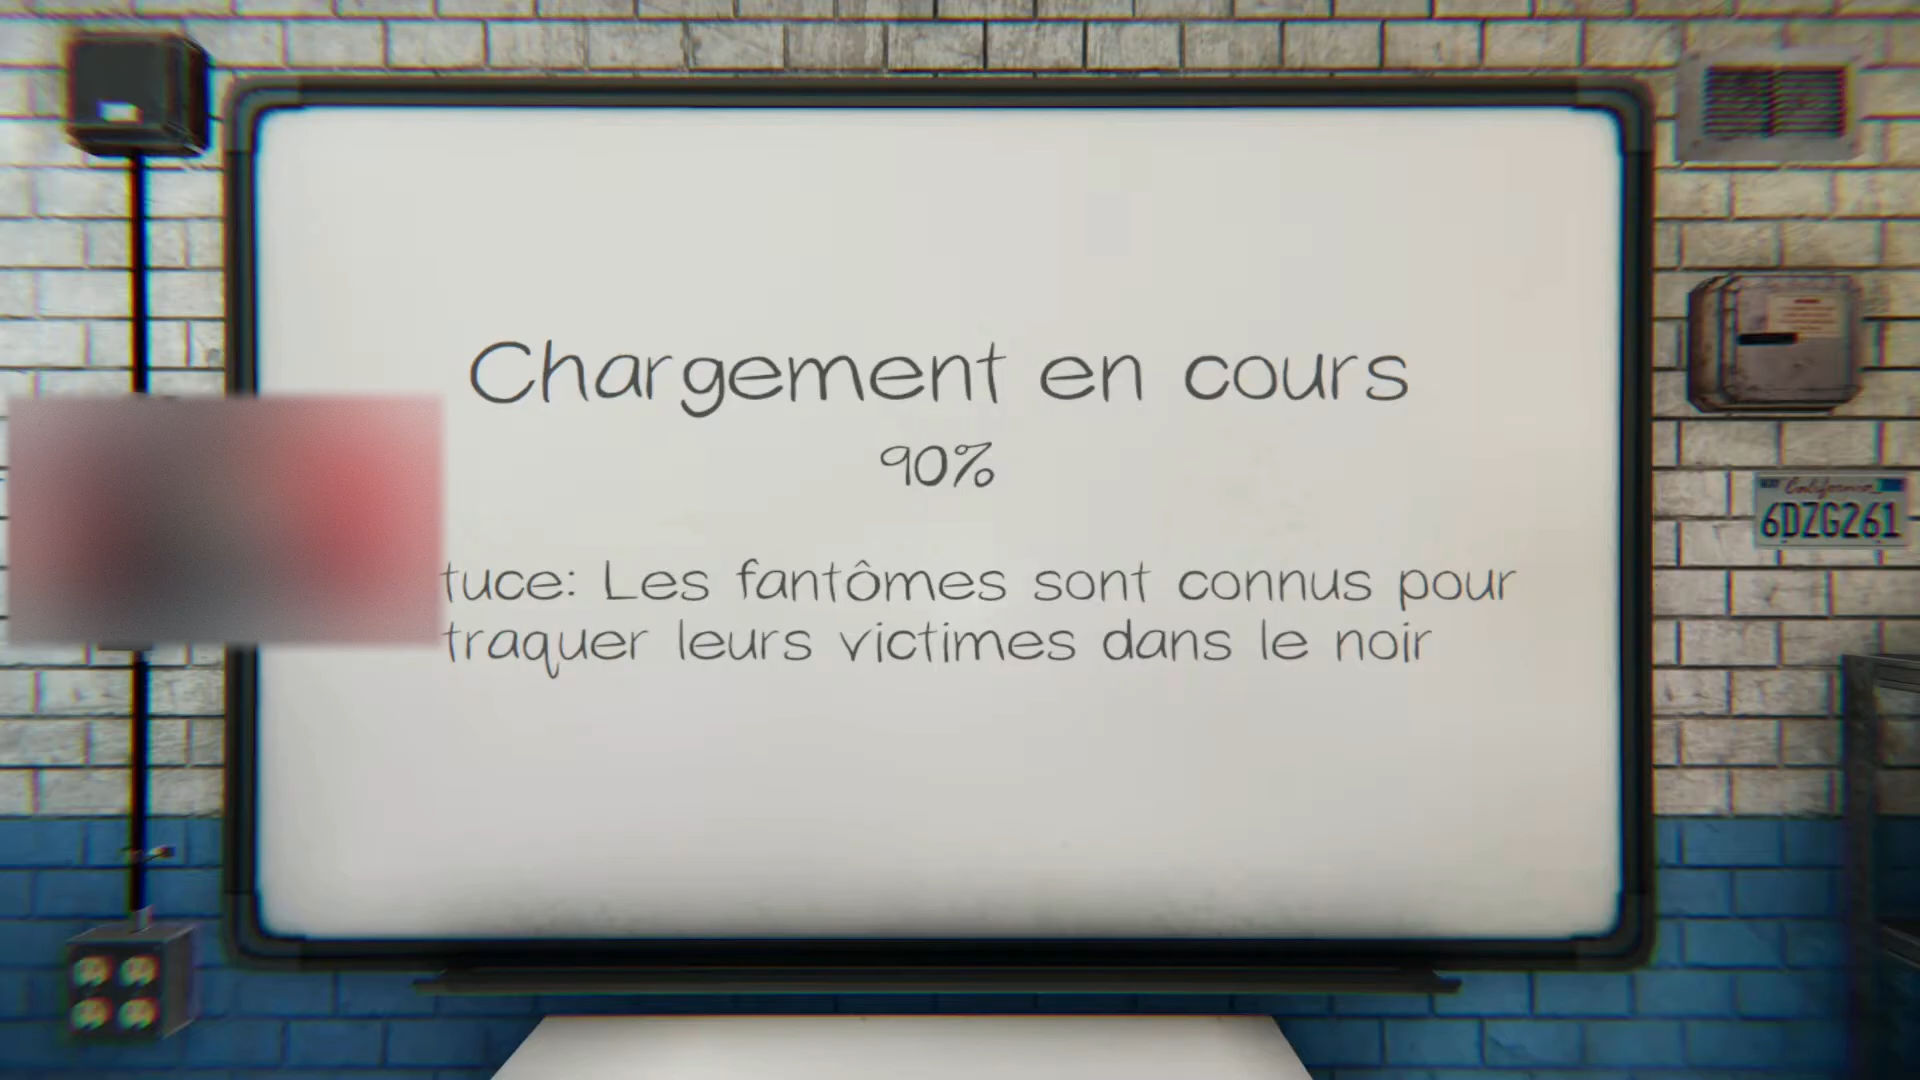 Chargement en cours
90%
tuce: Les fantômes sont connus pour
traquer leurs victimes dans le noir
California
6DZG261